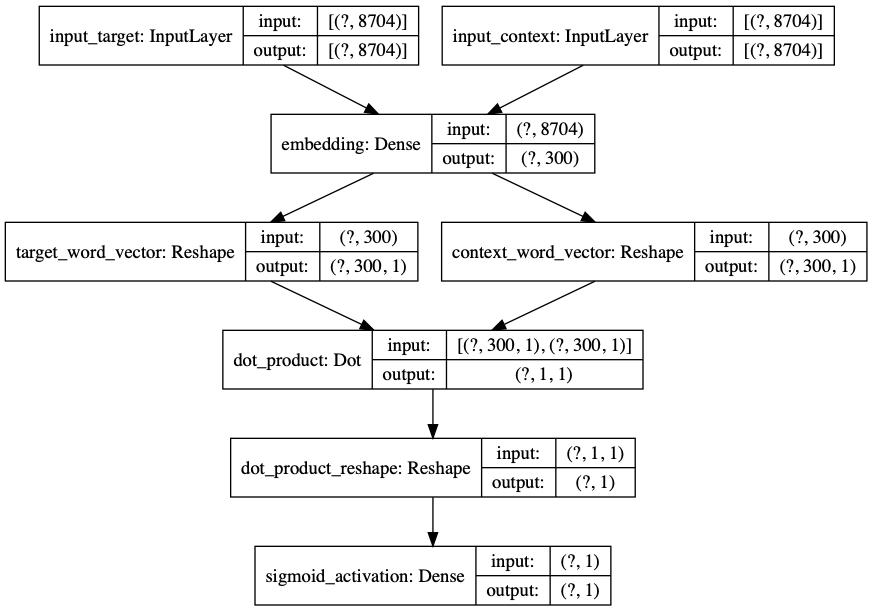 input_target: InputLayer
input: [(?, 8704)]
output: [(?, 8704)]
input_context: InputLayer
input: [(?, 8704)]
output: [(?, 8704)]
embedding: Dense
input: (?, 8704)
output: (?, 300)
target_word_vector: Reshape
input: (?, 300)
output: (?, 300, 1)
context_word_vector: Reshape
input: (?, 300)
output: (?, 300, 1)
dot_product: Dot
input: [(?, 300, 1), (?, 300, 1)]
output: (?, 1, 1)
dot_product_reshape: Reshape
input: (?, 1, 1)
output: (?, 1)
sigmoid_activation: Dense
input: (?, 1)
output: (?, 1)